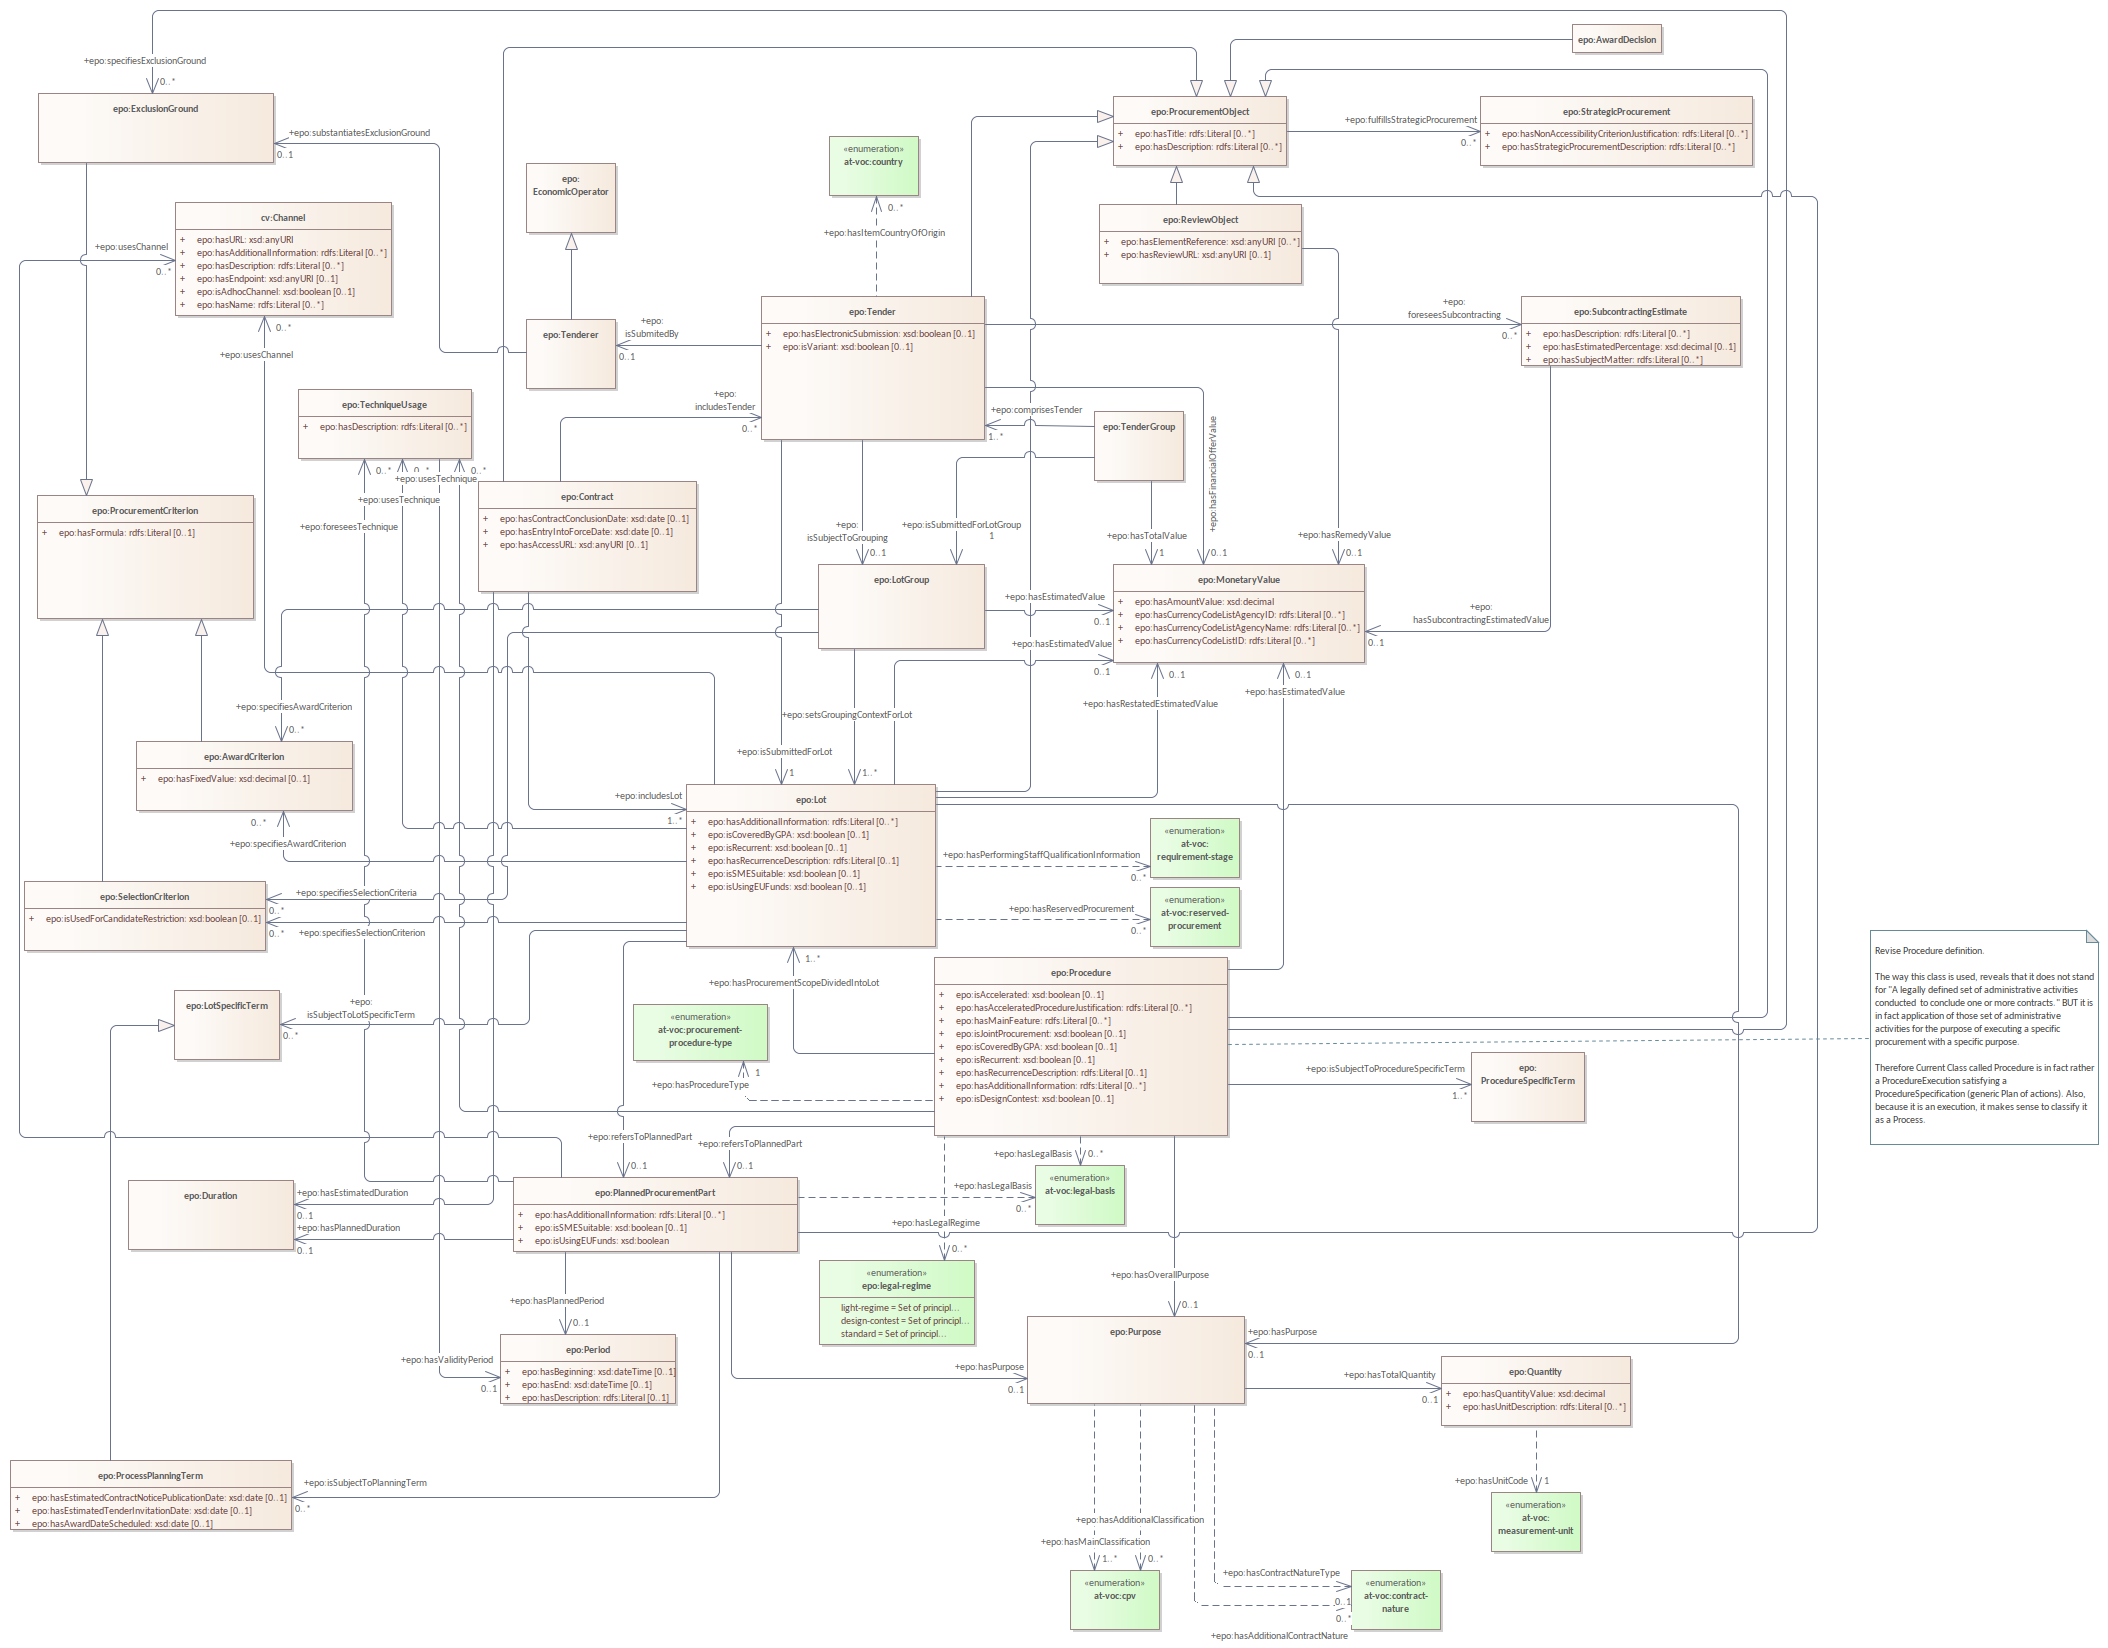 epo:AwardDecision
+epo:specifiesExclusionGround
0..*
epo:ExclusionGround
+epo:substantiatesExclusionGround
0..1
epo:ProcurementObject
+ epo:hasTitle: rdfs:Literal [0..*]
+ epo:hasDescription: rdfs:Literal [0..*]
+epo:fulfillsStrategicProcurement
0..*
epo:StrategicProcurement
+ epo:hasNonAccessibilityCriterionJustification: rdfs:Literal [0..*]
+ epo:hasStrategicProcurementDescription: rdfs:Literal [0..*]
«enumeration»
at-voc:country
0..*
+epo:hasItemCountryOfOrigin
epo:
EconomicOperator
cv:Channel
+ epo:hasURL: xsd:anyURI
+ epo:hasAdditionalInformation: rdfs:Literal [0..*]
+ epo:hasDescription: rdfs:Literal [0..*]
+ epo:hasEndpoint: xsd:anyURI [0..1]
+ epo:isAdhocChannel: xsd:boolean [0..1]
+ epo:hasName: rdfs:Literal [0..*]
+epo:usesChannel
0..*
0..*
+epo:usesChannel
epo:ReviewObject
+ epo:hasElementReference: xsd:anyURI [0..*]
+ epo:hasReviewURL: xsd:anyURI [0..1]
epo:Tender
+ epo:hasElectronicSubmission: xsd:boolean [0..1]
+ epo:isVariant: xsd:boolean [0..1]
epo:Tenderer
+epo:
isSubmitedBy
0..1
+epo:
foreseesSubcontracting
0..*
epo:SubcontractingEstimate
+ epo:hasDescription: rdfs:Literal [0..*]
+ epo:hasEstimatedPercentage: xsd:decimal [0..1]
+ epo:hasSubjectMatter: rdfs:Literal [0..*]
epo:TechniqueUsage
+ epo:hasDescription: rdfs:Literal [0..*]
0..*
0..*
0..*
+epo:usesTechnique
+epo:usesTechnique
+epo:foreseesTechnique
+epo:
includesTender
0..*
+epo:comprisesTender
1..*
epo:TenderGroup
+epo:hasFinancialOfferValue
0..1
epo:ProcurementCriterion
+ epo:hasFormula: rdfs:Literal [0..1]
epo:Contract
+ epo:hasContractConclusionDate: xsd:date [0..1]
+ epo:hasEntryIntoForceDate: xsd:date [0..1]
+ epo:hasAccessURL: xsd:anyURI [0..1]
+epo:
isSubjectToGrouping
0..1
+epo:isSubmittedForLotGroup
1
+epo:hasTotalValue
1
+epo:hasRemedyValue
0..1
epo:LotGroup
epo:MonetaryValue
+ epo:hasAmountValue: xsd:decimal
+ epo:hasCurrencyCodeListAgencyID: rdfs:Literal [0..*]
+ epo:hasCurrencyCodeListAgencyName: rdfs:Literal [0..*]
+ epo:hasCurrencyCodeListID: rdfs:Literal [0..*]
+epo:hasEstimatedValue
0..1
+epo:hasEstimatedValue
0..1
+epo:
hasSubcontractingEstimatedValue
0..1
0..1
+epo:hasRestatedEstimatedValue
0..1
+epo:hasEstimatedValue
+epo:specifiesAwardCriterion
0..*
+epo:setsGroupingContextForLot
1..*
+epo:isSubmittedForLot
1
epo:AwardCriterion
+ epo:hasFixedValue: xsd:decimal [0..1]
0..*
+epo:specifiesAwardCriterion
+epo:includesLot
1..*
epo:Lot
+ epo:hasAdditionalInformation: rdfs:Literal [0..*]
+ epo:isCoveredByGPA: xsd:boolean [0..1]
+ epo:isRecurrent: xsd:boolean [0..1]
+ epo:hasRecurrenceDescription: rdfs:Literal [0..1]
+ epo:isSMESuitable: xsd:boolean [0..1]
+ epo:isUsingEUFunds: xsd:boolean [0..1]
+epo:hasPerformingStaffQualificationInformation
0..*
«enumeration»
at-voc:
requirement-stage
+epo:hasReservedProcurement
0..*
«enumeration»
at-voc:reserved-
procurement
epo:SelectionCriterion
+ epo:isUsedForCandidateRestriction: xsd:boolean [0..1]
+epo:specifiesSelectionCriteria
0..*
0..*
+epo:specifiesSelectionCriterion
Revise Procedure definition.
The way this class is used, reveals that it does not stand
for "A legally defined set of administrative activities
conducted  to conclude one or more contracts." BUT it is
in fact application of those set of administrative
activities for the purpose of executing a specific
procurement with a specific purpose.
Therefore Current Class called Procedure is in fact rather
a ProcedureExecution satisfying a
ProcedureSpecification (generic Plan of actions). Also,
because it is an execution, it makes sense to classify it
as a Process.
1..*
+epo:hasProcurementScopeDividedIntoLot
epo:LotSpecificTerm
+epo:
isSubjectToLotSpecificTerm
0..*
epo:Procedure
+ epo:isAccelerated: xsd:boolean [0..1]
+ epo:hasAcceleratedProcedureJustification: rdfs:Literal [0..*]
+ epo:hasMainFeature: rdfs:Literal [0..*]
+ epo:isJointProcurement: xsd:boolean [0..1]
+ epo:isCoveredByGPA: xsd:boolean [0..1]
+ epo:isRecurrent: xsd:boolean [0..1]
+ epo:hasRecurrenceDescription: rdfs:Literal [0..1]
+ epo:hasAdditionalInformation: rdfs:Literal [0..*]
+ epo:isDesignContest: xsd:boolean [0..1]
«enumeration»
at-voc:procurement-
procedure-type
1
+epo:hasProcedureType
+epo:isSubjectToProcedureSpecificTerm
1..*
epo:
ProcedureSpecificTerm
+epo:refersToPlannedPart
0..1
+epo:refersToPlannedPart
0..1
+epo:hasLegalBasis
0..*
«enumeration»
at-voc:legal-basis
+epo:hasLegalBasis
0..*
epo:Duration
+epo:hasEstimatedDuration
0..1
+epo:hasPlannedDuration
0..1
epo:PlannedProcurementPart
+ epo:hasAdditionalInformation: rdfs:Literal [0..*]
+ epo:isSMESuitable: xsd:boolean [0..1]
+ epo:isUsingEUFunds: xsd:boolean
+epo:hasLegalRegime
0..*
«enumeration»
epo:legal-regime
light-regime = Set of principl...
design-contest = Set of principl...
standard = Set of principl...
+epo:hasOverallPurpose
0..1
+epo:hasPlannedPeriod
0..1
epo:Period
+ epo:hasBeginning: xsd:dateTime [0..1]
+ epo:hasEnd: xsd:dateTime [0..1]
+ epo:hasDescription: rdfs:Literal [0..1]
+epo:hasValidityPeriod
0..1
epo:Purpose
+epo:hasPurpose
0..1
+epo:hasPurpose
0..1
+epo:hasTotalQuantity
0..1
epo:Quantity
+ epo:hasQuantityValue: xsd:decimal
+ epo:hasUnitDescription: rdfs:Literal [0..*]
+epo:hasUnitCode
1
«enumeration»
at-voc:
measurement-unit
epo:ProcessPlanningTerm
+ epo:hasEstimatedContractNoticePublicationDate: xsd:date [0..1]
+ epo:hasEstimatedTenderInvitationDate: xsd:date [0..1]
+ epo:hasAwardDateScheduled: xsd:date [0..1]
+epo:isSubjectToPlanningTerm
0..*
+epo:hasAdditionalClassification
0..*
+epo:hasMainClassification
1..*
«enumeration»
at-voc:cpv
+epo:hasContractNatureType
0..1
«enumeration»
at-voc:contract-
nature
0..*
+epo:hasAdditionalContractNature